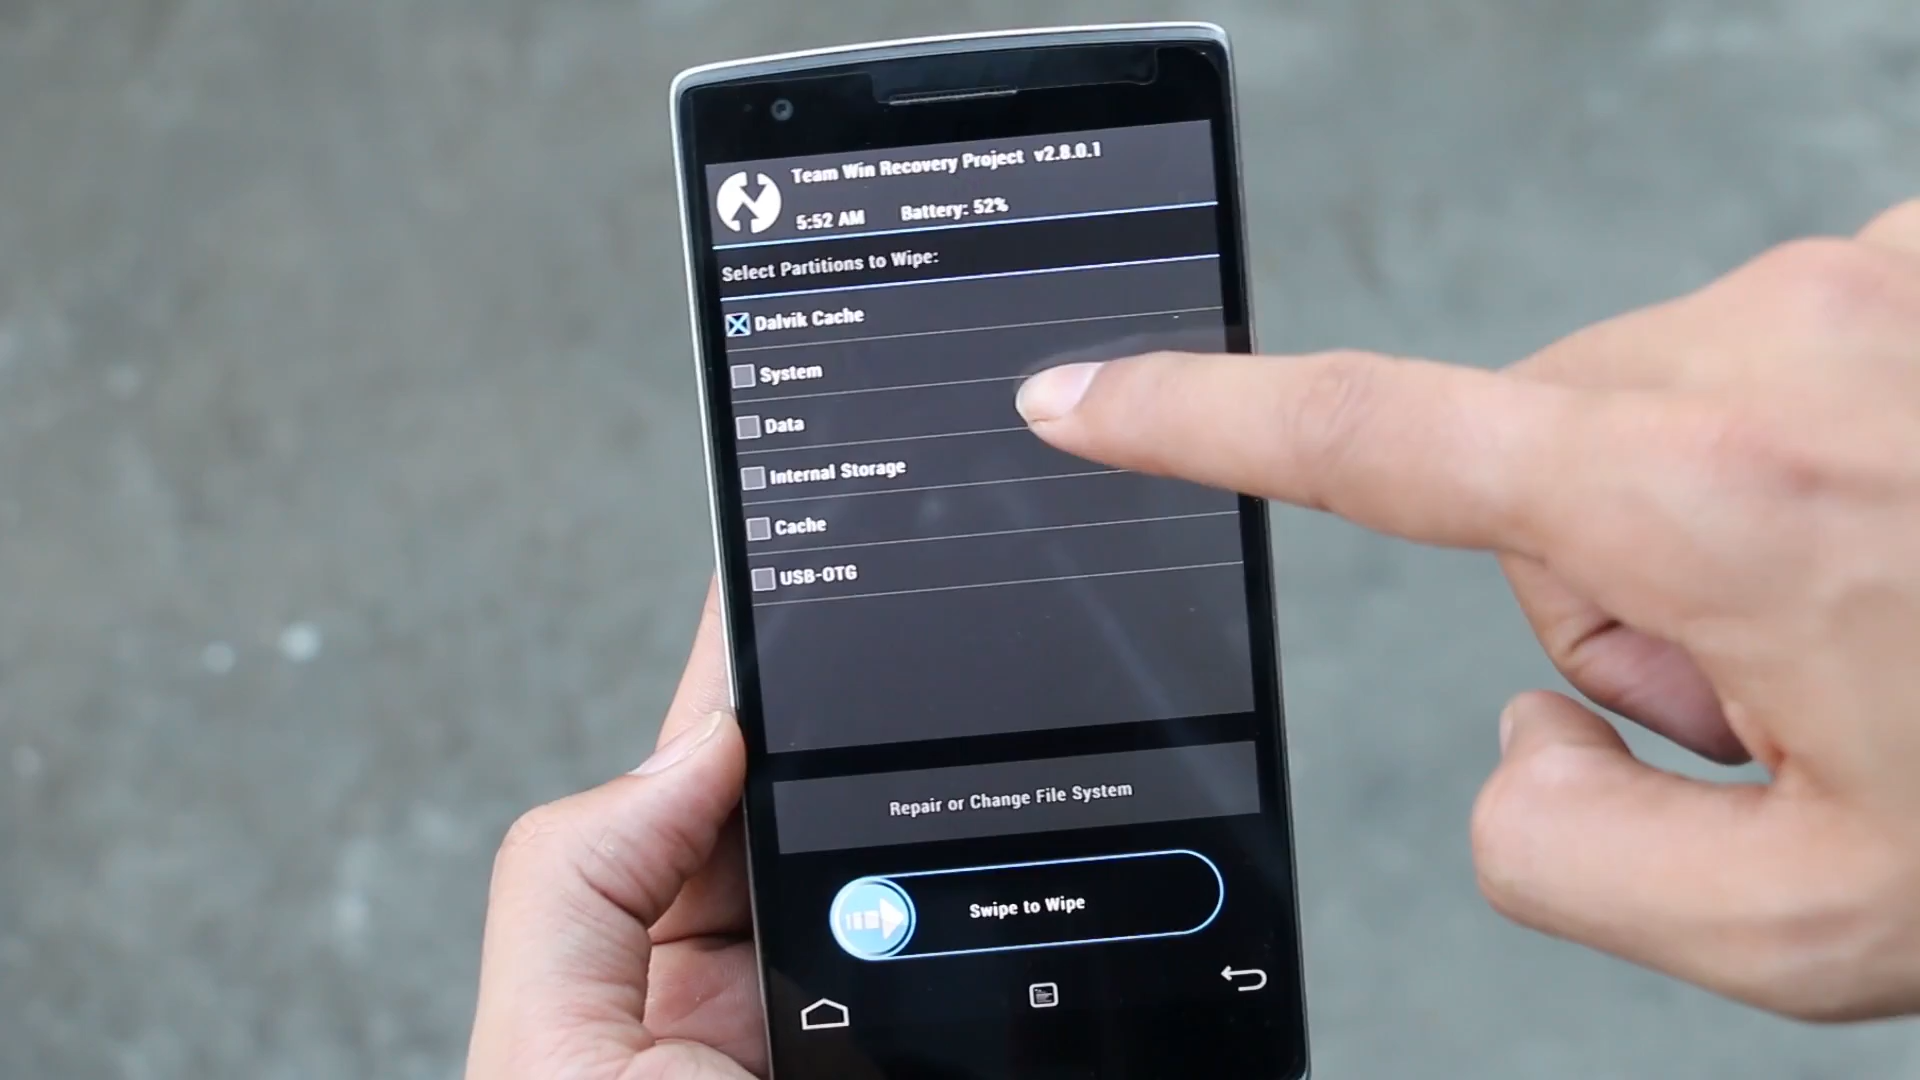 Team Win Recovery Project v2.8.0.1
5:52 AM Battery: 52%
Select Partitions to Wipe:
Dalvik Cache
System
Data
Internal Storage
Cache
USB-OTG
Repair or Change File System
Swipe to Wipe